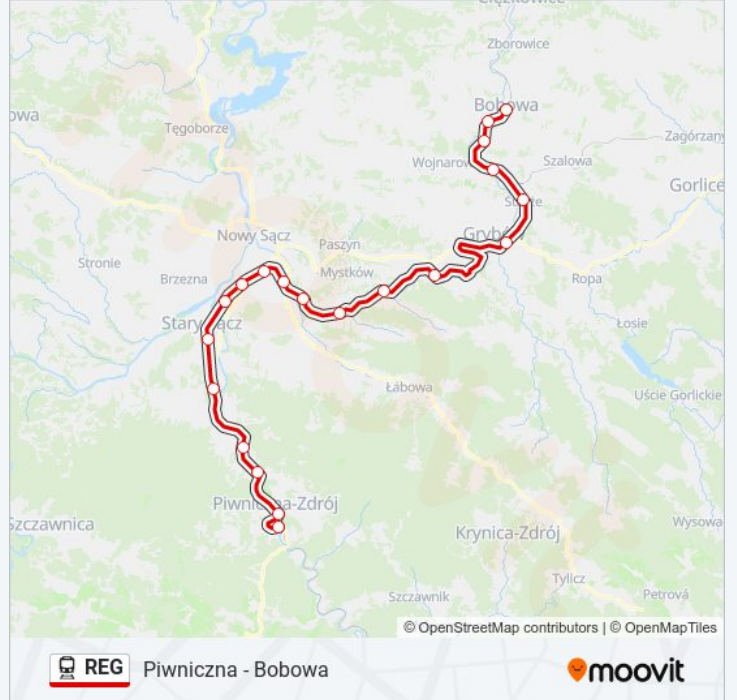 Ciężkowice
Zborowice
Bobowa
owa
Tęgoborze
Zagórzany
Wojnarow
Szalowa
Gorlice
Stróże
Nowy Sącz
Paszyn
Grybów
Stronie
Mystków
Brzezna
Ropa
Stary Sącz
Łosie
Łabowa
Uście Gorlickie
Piwniczna-Zdrój
Szczawnica
Krynica-Zdrój
Wysowa
Tylicz
Szczawnik
Petrová
© OpenStreetMap contributors | © OpenMapTiles
REG Piwniczna - Bobowa
moovit